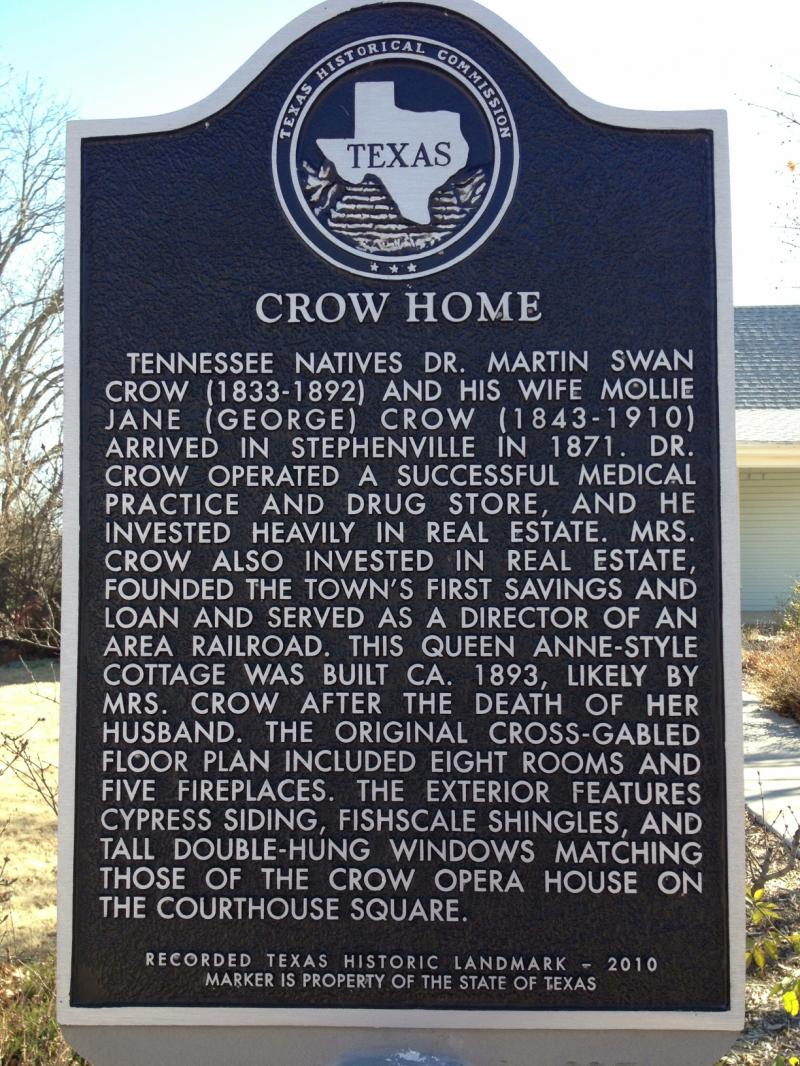 TEXAS HISTORICAL COMMISSION
TEXAS
CROW HOME
TENNESSEE NATIVES DR. MARTIN SWAN
CROW (1833-1892) AND HIS WIFE MOLLIE
JANE (GEORGE) CROW (1843-1910)
ARRIVED IN STEPHENVILLE IN 1871. DR.
CROW OPERATED A SUCCESSFUL MEDICAL
PRACTICE AND DRUG STORE, AND HE
INVESTED HEAVILY IN REAL ESTATE. MRS.
CROW ALSO INVESTED IN REAL ESTATE,
FOUNDED THE TOWN'S FIRST SAVINGS AND
LOAN AND SERVED AS A DIRECTOR OF AN
AREA RAILROAD. THIS QUEEN ANNE-STYLE
COTTAGE WAS BUILT CA. 1893, LIKELY BY
MRS. CROW AFTER THE DEATH OF HER
HUSBAND. THE ORIGINAL CROSS-GABLED
FLOOR PLAN INCLUDED EIGHT ROOMS AND
FIVE FIREPLACES. THE EXTERIOR FEATURES
CYPRESS SIDING, FISHSCALE SHINGLES, AND
TALL DOUBLE-HUNG WINDOWS MATCHING
THOSE OF THE CROW OPERA HOUSE ON
THE COURTHOUSE SQUARE.
RECORDED TEXAS HISTORIC LANDMARK – 2010
MARKER IS PROPERTY OF THE STATE OF TEXAS